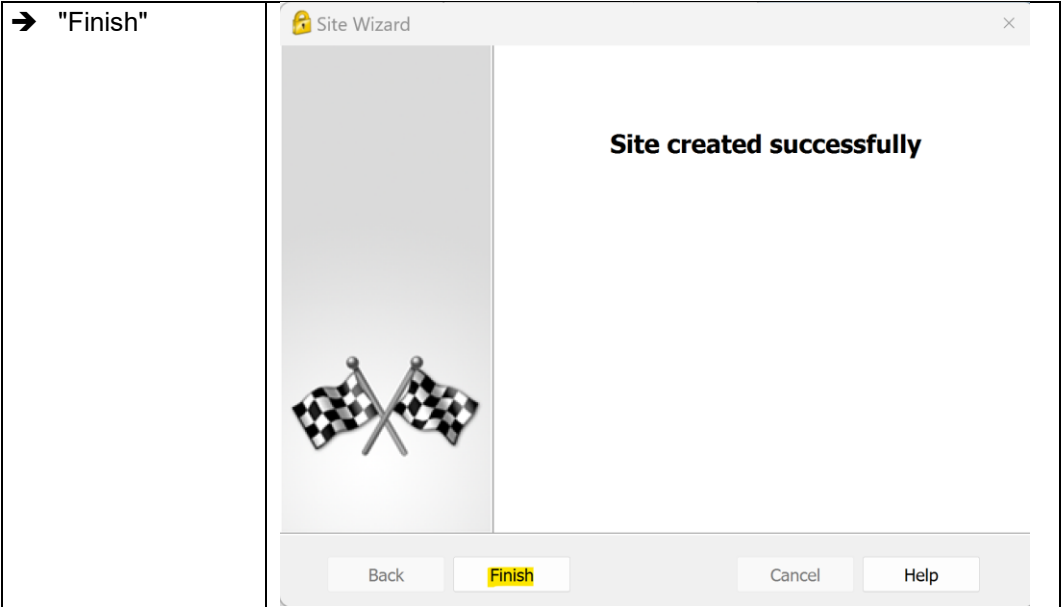 ➔ "Finish"
Site Wizard
Site created successfully
Back Finish Cancel Help